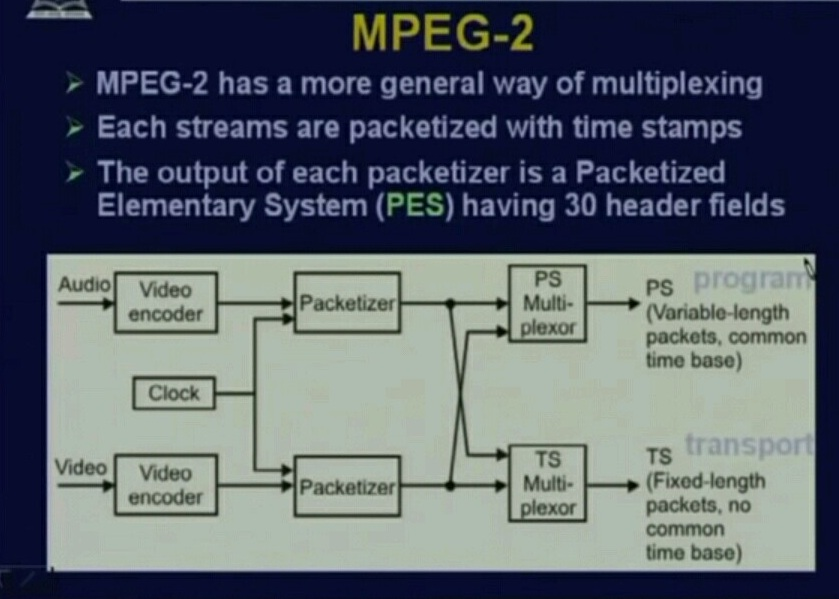 MPEG-2
MPEG-2 has a more general way of multiplexing
Each streams are packetized with time stamps
The output of each packetizer is a Packetized
Elementary System (PES) having 30 header fields
Audio
Video
encoder
Packetizer
PS
Multi-
plexor
PS program
(Variable-length
packets, common
time base)
Clock
Video
Video
encoder
Packetizer
TS
Multi-
plexor
TS transport
(Fixed-length
packets, no
common
time base)